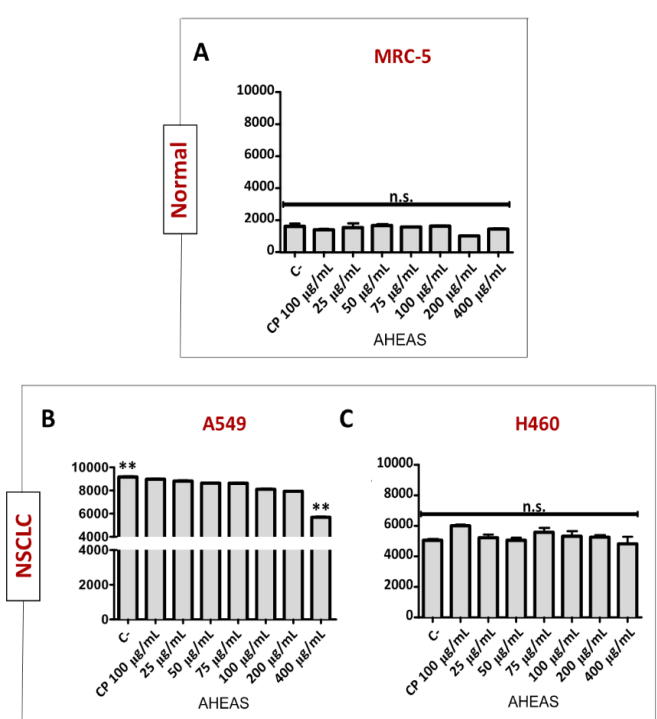 A
MRC-5
Normal
10000
8000
6000
4000
2000
0
n.s.
C-
CP 100 µg/mL
25 µg/mL
50 µg/mL
75 µg/mL
100 µg/mL
200 µg/mL
400 µg/mL
AHEAS
NSCLC
B
A549
10000
8000
6000
4000
4000
2000
0
**
**
C-
CP 100 µg/mL
25 µg/mL
50 µg/mL
75 µg/mL
100 µg/mL
200 µg/mL
400 µg/mL
AHEAS
C
H460
10000
8000
6000
4000
2000
0
n.s.
C-
CP 100 µg/mL
25 µg/mL
50 µg/mL
75 µg/mL
100 µg/mL
200 µg/mL
400 µg/mL
AHEAS